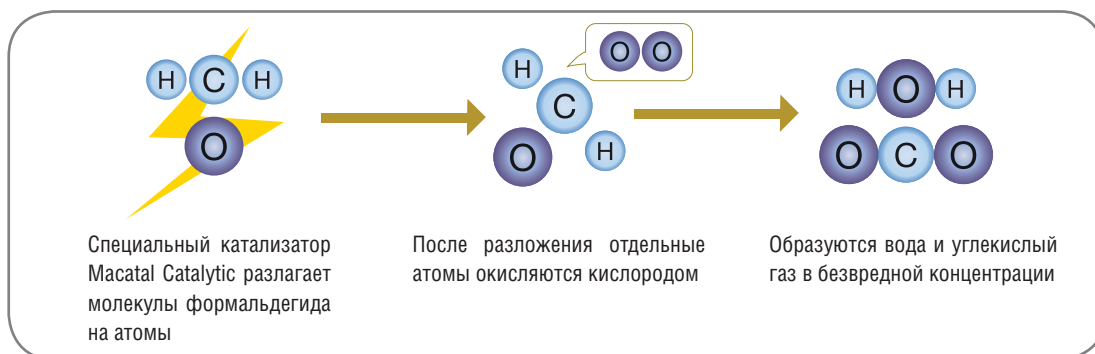 H C H
O
H
C
O
H
O O
H O H
O C O
Специальный катализатор
Macatal Catalytic разлагает
молекулы формальдегида
на атомы
После разложения отдельные
атомы окисляются кислородом
Образуются вода и углекислый
газ в безвредной концентрации